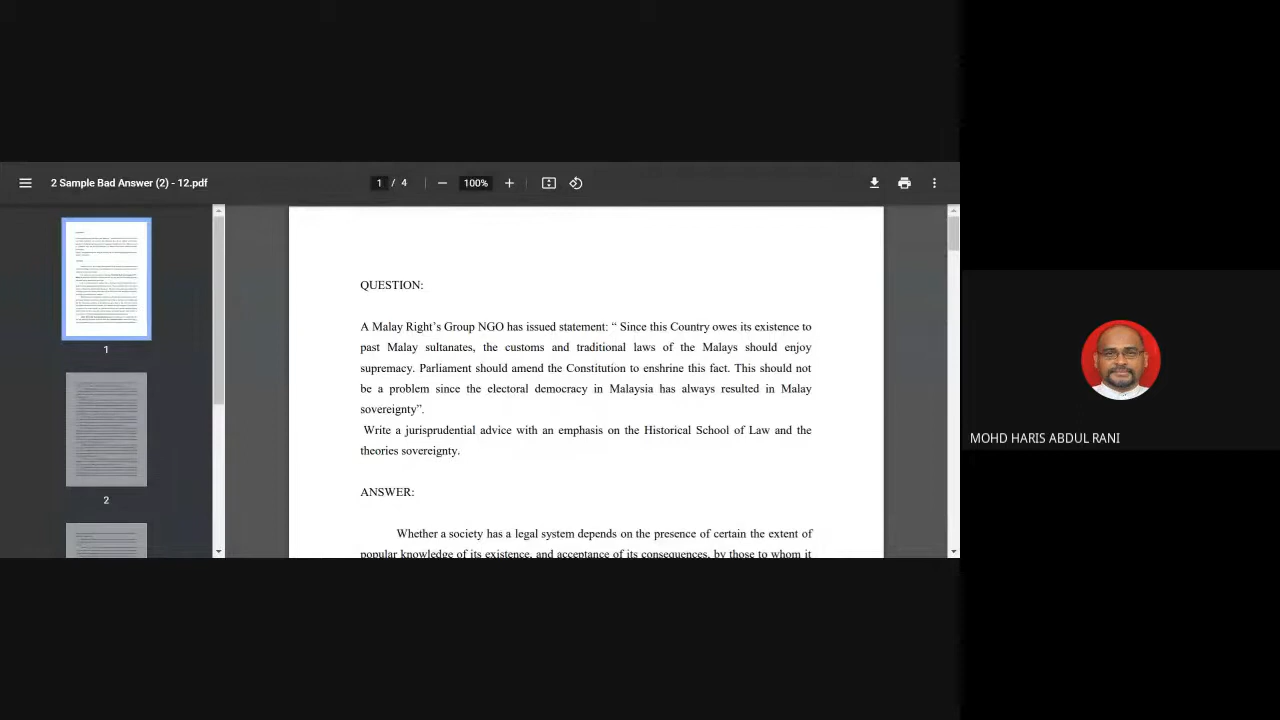 2 Sample Bad Answer (2) - 12.pdf
1 / 4
100%
QUESTION:
A Malay Right’s Group NGO has issued statement: “ Since this Country owes its existence to
past Malay sultanates, the customs and traditional laws of the Malays should enjoy
supremacy. Parliament should amend the Constitution to enshrine this fact. This should not
be a problem since the electoral democracy in Malaysia has always resulted in Malay
sovereignty”.
Write a jurisprudential advice with an emphasis on the Historical School of Law and the
theories sovereignty.
ANSWER:
Whether a society has a legal system depends on the presence of certain the extent of
popular knowledge of its existence, and acceptance of its consequences, by those to whom it
1
2
MOHD HARIS ABDUL RANI